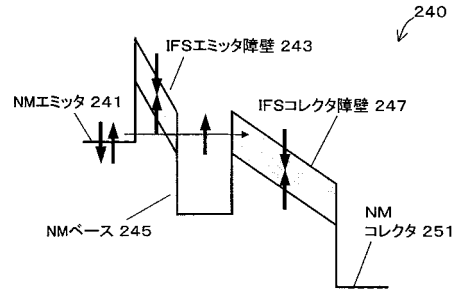 240
IFSエミッタ障壁 243
NMエミッタ 241
IFSコレクタ障壁 247
NMベース 245
NM
コレクタ 251